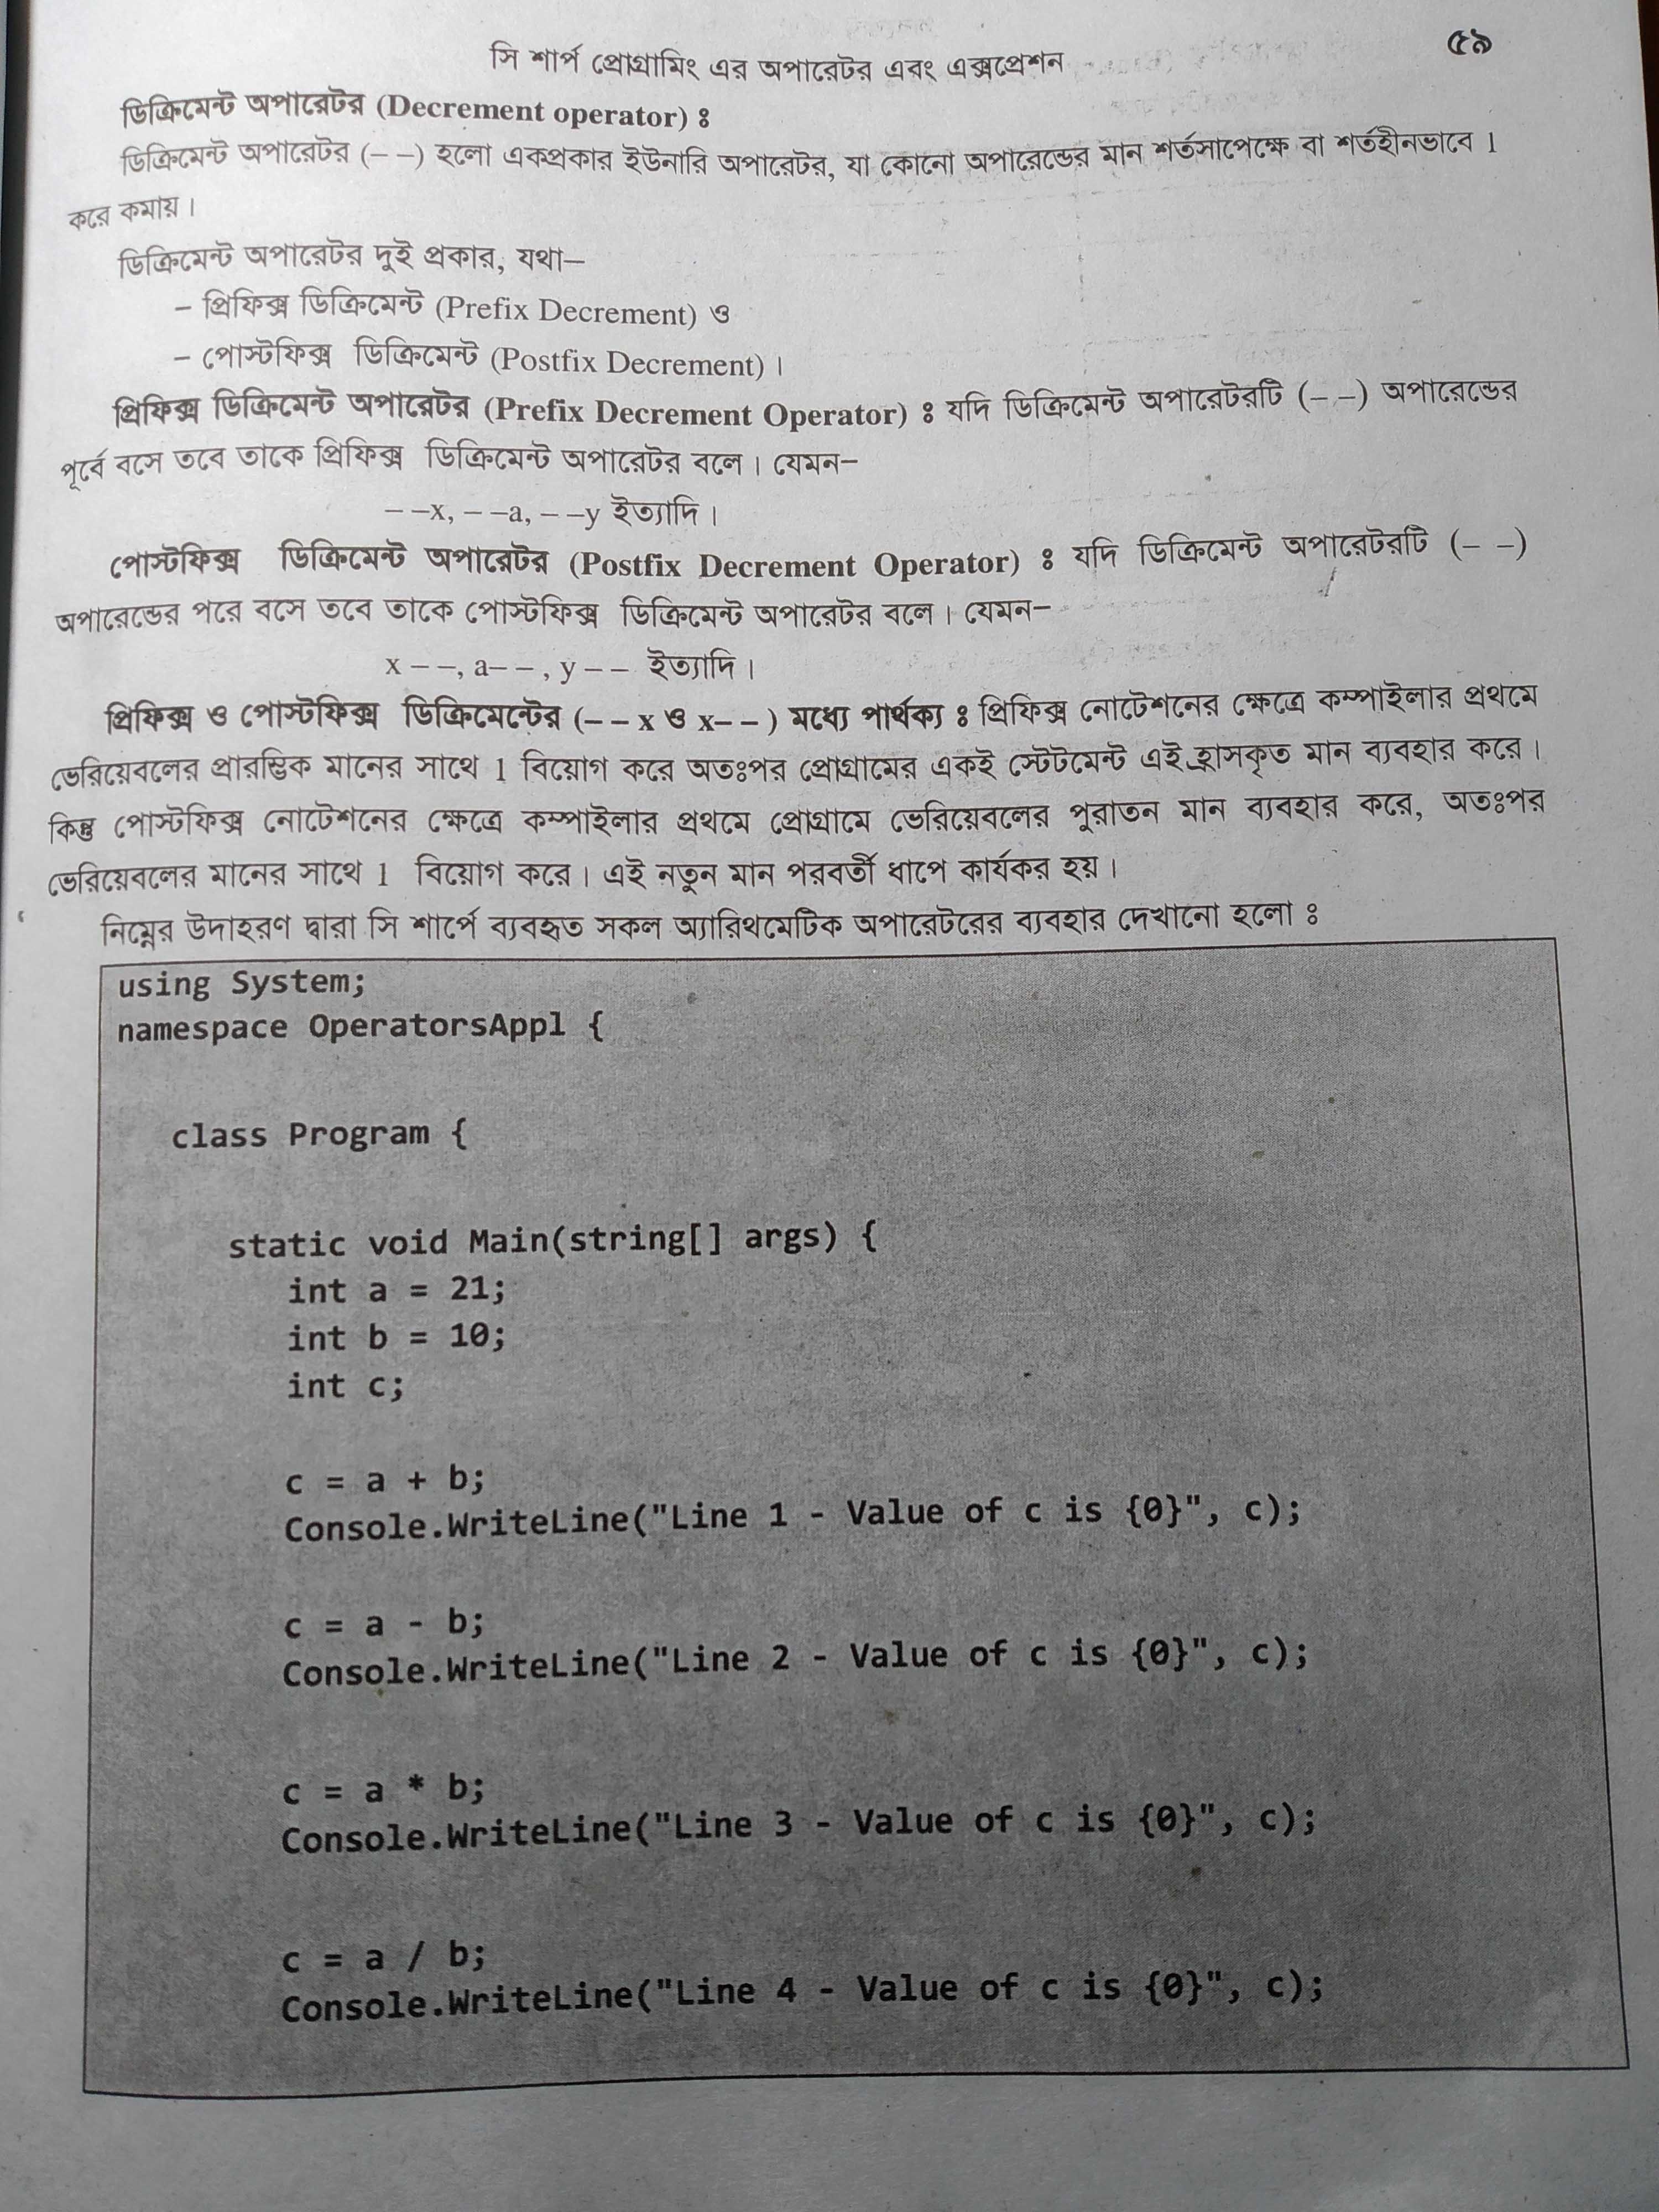 সি শার্প প্রোগ্রামিং এর অপারেটর এবং এক্সপ্রেশন
৫৯
ডিক্রিমেন্ট অপারেটর (Decrement operator) ঃ
ডিক্রিমেন্ট অপারেটর (– –) হলো একপ্রকার ইউনারি অপারেটর, যা কোনো অপারেন্ডের মান শর্তসাপেক্ষে বা শর্তহীনভাবে 1
করে কমায়।
ডিক্রিমেন্ট অপারেটর দুই প্রকার, যথা–
– প্রিফিক্স ডিক্রিমেন্ট (Prefix Decrement) ও
– পোস্টফিক্স ডিক্রিমেন্ট (Postfix Decrement)।
প্রিফিক্স ডিক্রিমেন্ট অপারেটর (Prefix Decrement Operator) ঃ যদি ডিক্রিমেন্ট অপারেটরটি (– –) অপারেন্ডের
পূর্বে বসে তবে তাকে প্রিফিক্স ডিক্রিমেন্ট অপারেটর বলে। যেমন–
– –x, – –a, – –y ইত্যাদি।
পোস্টফিক্স ডিক্রিমেন্ট অপারেটর (Postfix Decrement Operator) ঃ যদি ডিক্রিমেন্ট অপারেটরটি (– –)
অপারেন্ডের পরে বসে তবে তাকে পোস্টফিক্স ডিক্রিমেন্ট অপারেটর বলে। যেমন–
x – –, a– – , y – – ইত্যাদি।
প্রিফিক্স ও পোস্টফিক্স ডিক্রিমেন্টের (– – x ও x– – ) মধ্যে পার্থক্য ঃ প্রিফিক্স নোটেশনের ক্ষেত্রে কম্পাইলার প্রথমে
ভেরিয়েবলের প্রারম্ভিক মানের সাথে 1 বিয়োগ করে অতঃপর প্রোগ্রামের একই স্টেটমেন্ট এই হ্রাসকৃত মান ব্যবহার করে।
কিন্তু পোস্টফিক্স নোটেশনের ক্ষেত্রে কম্পাইলার প্রথমে প্রোগ্রামে ভেরিয়েবলের পুরাতন মান ব্যবহার করে, অতঃপর
ভেরিয়েবলের মানের সাথে 1 বিয়োগ করে। এই নতুন মান পরবর্তী ধাপে কার্যকর হয়।
নিম্নের উদাহরণ দ্বারা সি শার্পে ব্যবহৃত সকল অ্যারিথমেটিক অপারেটরের ব্যবহার দেখানো হলো ঃ
using System;
namespace OperatorsAppl {
class Program {
static void Main(string[] args) {
int a = 21;
int b = 10;
int c;
c = a + b;
Console.WriteLine("Line 1 - Value of c is {0}", c);
c = a - b;
Console.WriteLine("Line 2 - Value of c is {0}", c);
c = a * b;
Console.WriteLine("Line 3 - Value of c is {0}", c);
c = a / b;
Console.WriteLine("Line 4 - Value of c is {0}", c);